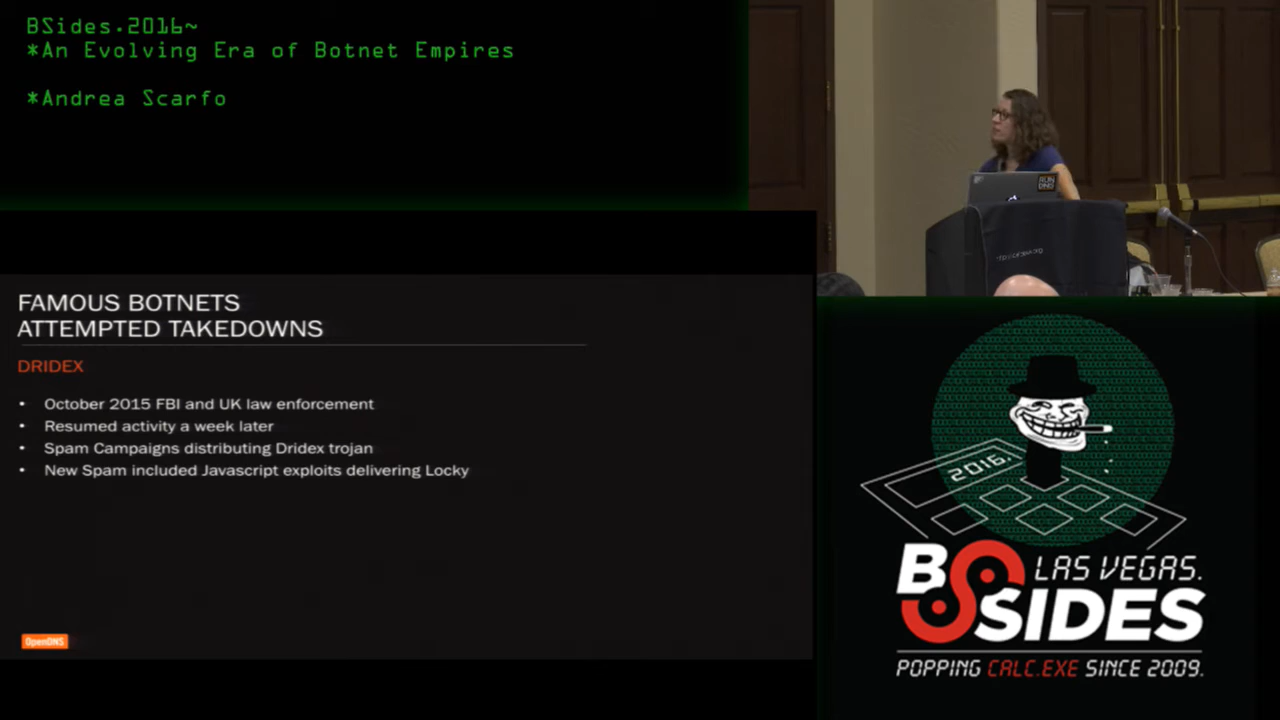 BSides.2016~
*An Evolving Era of Botnet Empires
*Andrea Scarfo
RUN
DNS
FAMOUS BOTNETS
ATTEMPTED TAKEDOWNS
DRIDEX
• October 2015 FBI and UK law enforcement
• Resumed activity a week later
• Spam Campaigns distributing Dridex trojan
• New Spam included Javascript exploits delivering Locky
OpenDNS
2016.
BSIDES
LAS VEGAS.
POPPING CALC.EXE SINCE 2009.